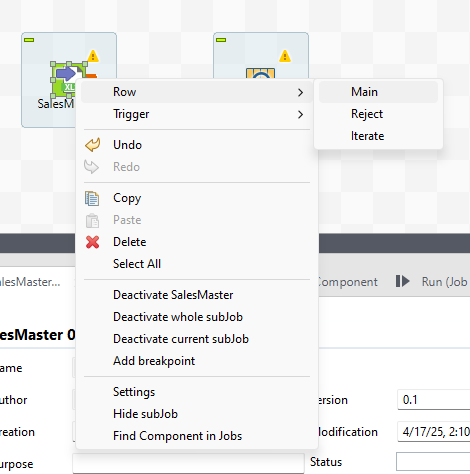 XL
SalesM
Row
Main
Trigger
Reject
Iterate
Undo
Redo
Copy
Paste
Delete
Select All
alesMaster...
Component
Run (Job
Deactivate SalesMaster
Deactivate whole subJob
esMaster 0
Deactivate current subJob
Add breakpoint
ame
uthor
Settings
ersion
0.1
Hide subJob
reation
Find Component in Jobs
Modification
4/17/25, 2:10
urpose
Status